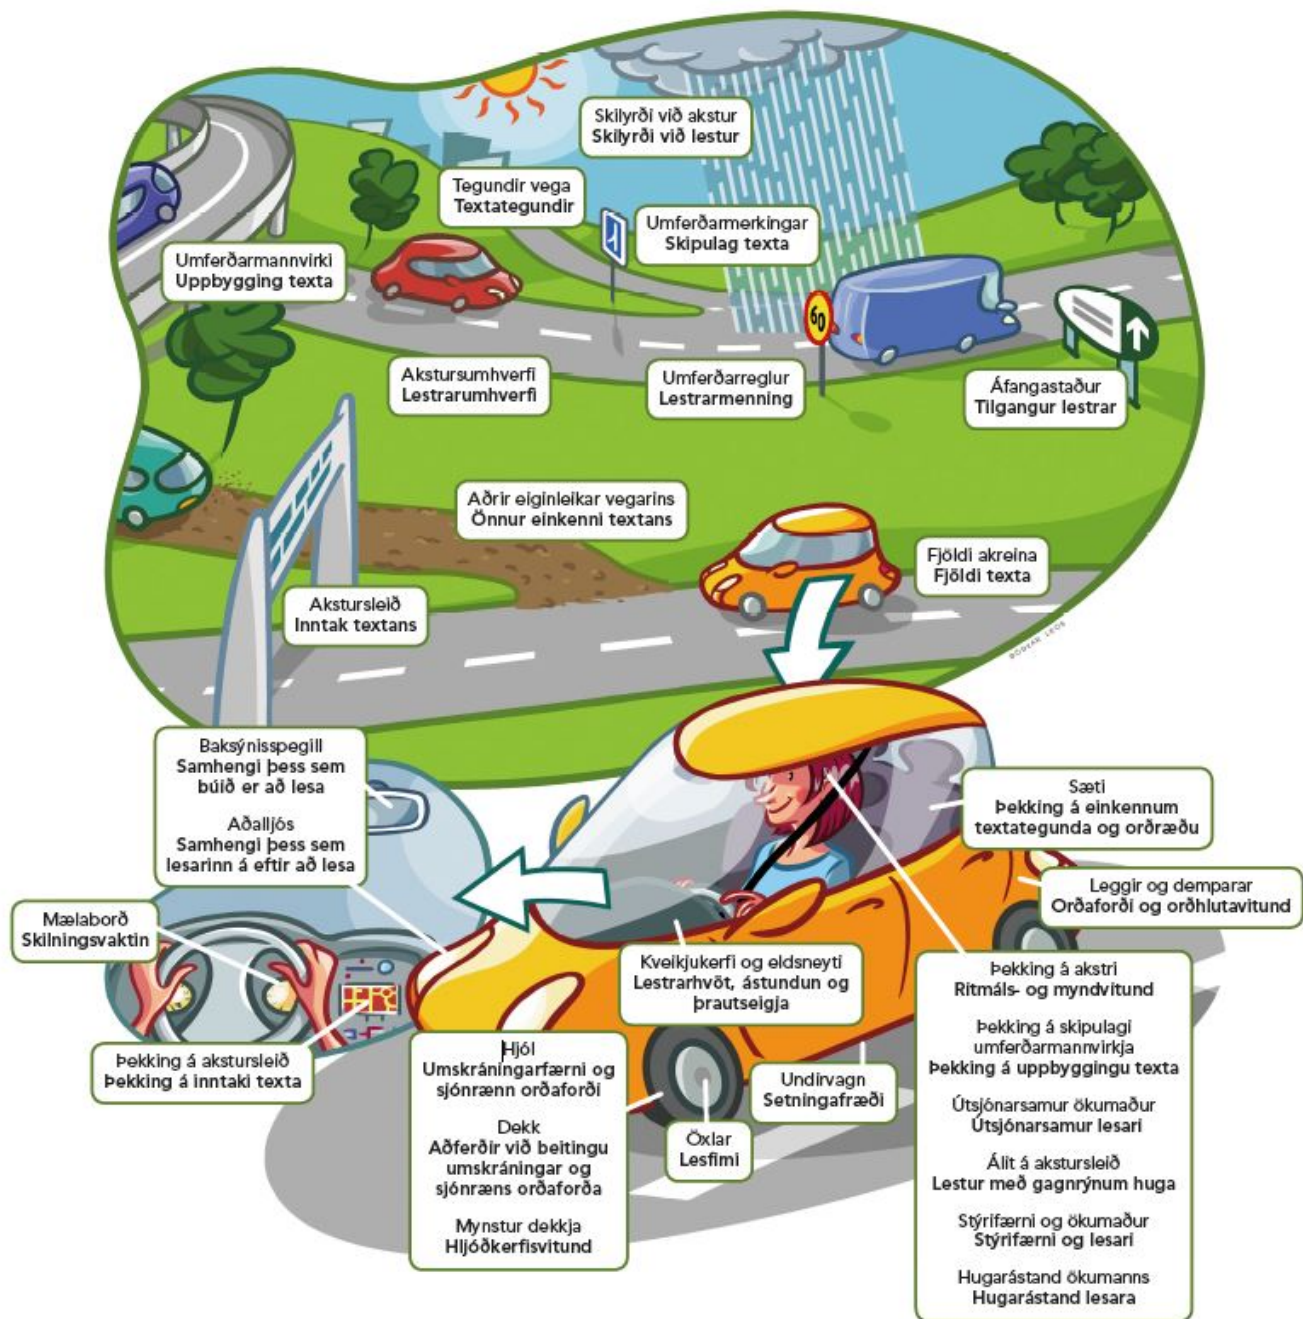 Skilyrði við akstur
Skilyrði við lestur
Tegundir vega
Textategundir
Umferðarmerkingar
Skipulag texta
Umferðarmannvirki
Uppbygging texta
60
Akstursumhverfi
Lestrarumhverfi
Umferðarreglur
Lestrarmenning
Áfangastaður
Tilgangur lestrar
Aðrir eiginleikar vegarins
Önnur einkenni textans
Fjöldi akreina
Fjöldi texta
Akstursleið
Inntak textans
BÖÐVAR LEÓS
Baksýnisspegill
Samhengi þess sem
búið er að lesa
Aðalljós
Samhengi þess sem
lesarinn á eftir að lesa
Sæti
Þekking á einkennum
textategunda og orðræðu
Leggir og demparar
Orðaforði og orðhlutavitund
Mælaborð
Skilningsvaktin
Kveikjukerfi og eldsneyti
Lestrarhvöt, ástundun og
þrautseigja
Þekking á akstursleið
Þekking á inntaki texta
Hjól
Umskráningarfærni og
sjónrænn orðaforði
Dekk
Aðferðir við beitingu
umskráningar og
sjónræns orðaforða
Mynstur dekkja
Hljóðkerfisvitund
Öxlar
Lesfimi
Undirvagn
Setningafræði
Þekking á akstri
Ritmáls- og myndvitund
Þekking á skipulagi
umferðarmannvirkja
Þekking á uppbyggingu texta
Útsjónarsamur ökumaður
Útsjónarsamur lesari
Álit á akstursleið
Lestur með gagnrýnum huga
Stýrifærni og ökumaður
Stýrifærni og lesari
Hugarástand ökumanns
Hugarástand lesara